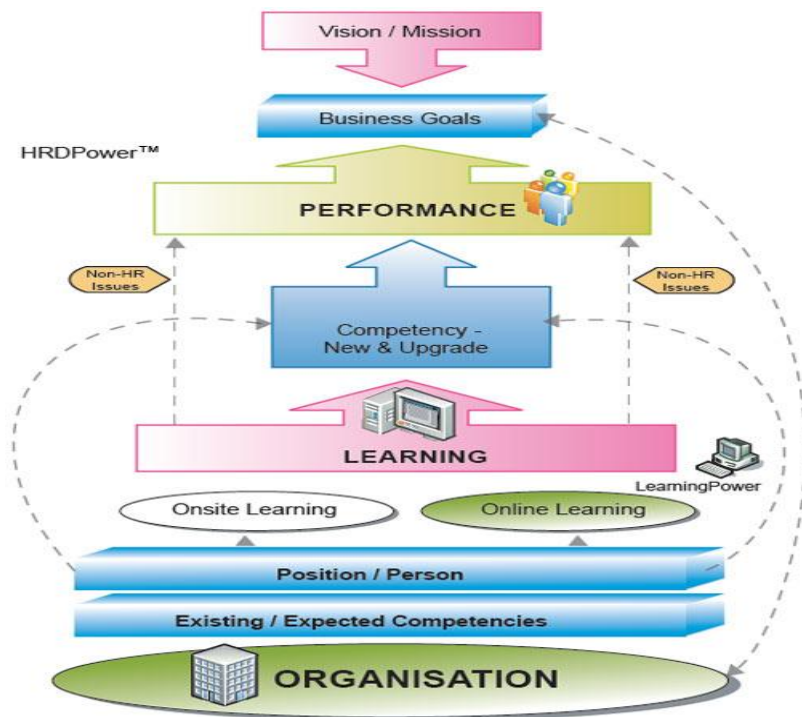 Vision / Mission
Business Goals
HRDPower™
PERFORMANCE
Non-HR
Issues
Non-HR
Issues
Competency -
New & Upgrade
LEARNING
LearningPower
Onsite Learning
Online Learning
Position / Person
Existing / Expected Competencies
ORGANISATION